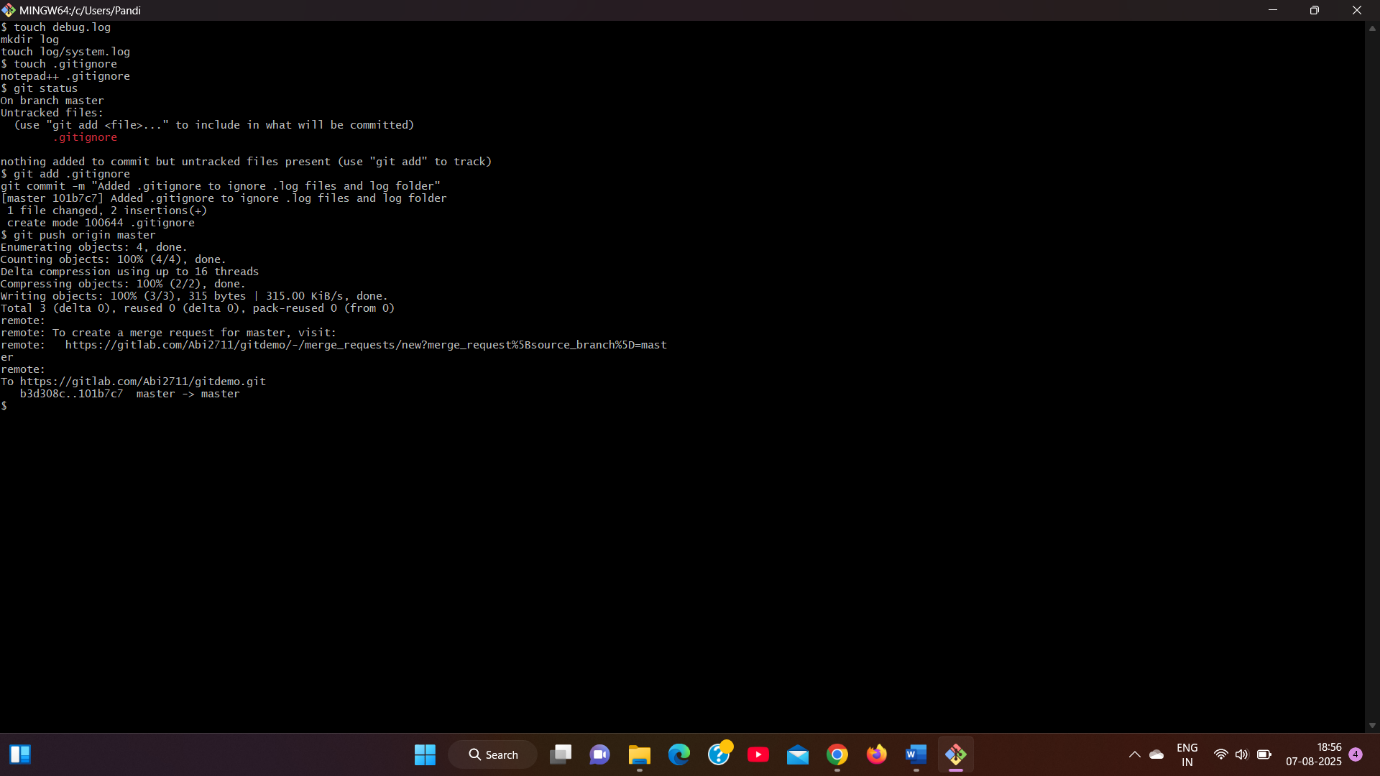 MINGW64:/c/Users/Pandi
$ touch debug.log
mkdir log
touch log/system.log
$ touch .gitignore
notepad++ .gitignore
$ git status
On branch master
Untracked files:
  (use "git add <file>..." to include in what will be committed)
        .gitignore

nothing added to commit but untracked files present (use "git add" to track)
$ git add .gitignore
git commit -m "Added .gitignore to ignore .log files and log folder"
[master 101b7c7] Added .gitignore to ignore .log files and log folder
 1 file changed, 2 insertions(+)
 create mode 100644 .gitignore
$ git push origin master
Enumerating objects: 4, done.
Counting objects: 100% (4/4), done.
Delta compression using up to 16 threads
Compressing objects: 100% (2/2), done.
Writing objects: 100% (3/3), 315 bytes | 315.00 KiB/s, done.
Total 3 (delta 0), reused 0 (delta 0), pack-reused 0 (from 0)
remote:
remote: To create a merge request for master, visit:
remote:   https://gitlab.com/Abi2711/gitdemo/-/merge_requests/new?merge_request%5Bsource_branch%5D=mast
er
remote:
To https://gitlab.com/Abi2711/gitdemo.git
   b3d308c..101b7c7  master -> master
$
Search
ENG
IN
18:56
07-08-2025
4